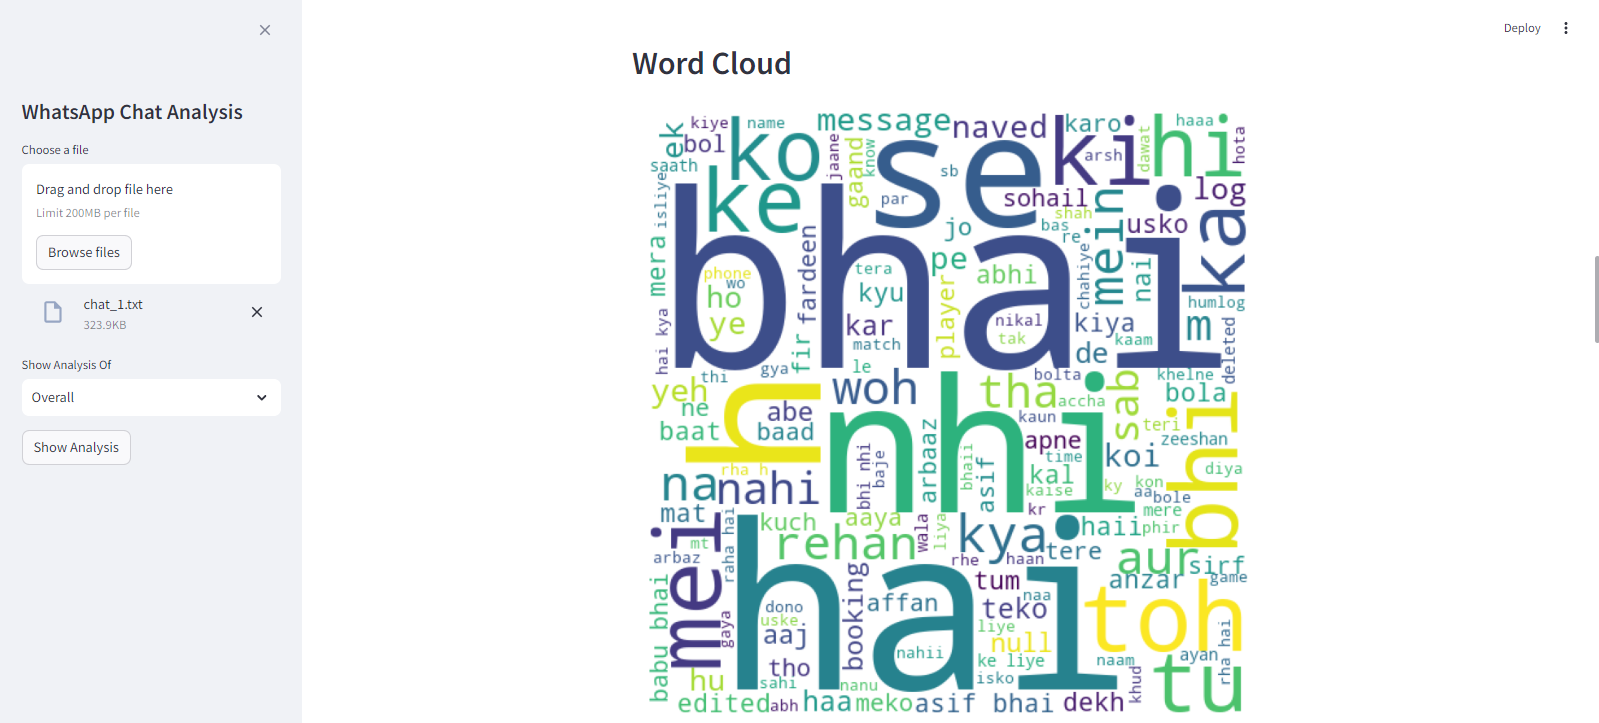 Deploy
WhatsApp Chat Analysis
Choose a file
Drag and drop file here
Limit 200MB per file
Browse files
chat_1.txt
323.9KB
Show Analysis Of
Overall
Show Analysis
Word Cloud
kiye
name
message
naved
karo
haaa
ek
bol
ko
jaane
gaand
know
se
ki
arsh
dawat
hi
hota
saath
ke
par
sb
sohail
shah
log
isliye
jo
bas
re
mein
usko
ka
mera
bhai
phone
wo
ho
ye
fardeen
tera
kyu
pe
abhi
player
chahiye
nai
humlog
hai kya
fir
kar
match
nikal
tak
kiya
kaam
m
de
deleted
thi
gya
le
woh
tha
bolta
accha
sab
khelne
bola
yeh
ne
h
abe
baat
baad
nhi
arbaaz
kaun
apne
time
teri
zeeshan
koi
bhi
rha h
bhi nhi
baje
bhaii
asif
kal
kaise
ky
kon
diya
na
nahi
kr
aa
bole
mere
mat
mei
raha hai
kuch
aaya
wala
liya
kya
haii
phir
mt
rehan
arbaz
rhe
haan
tere
aur
sirf
hai
tum
anzar
game
babu bhai
gaya
dono
uske
aaj
booking
affan
teko
naa
toh
liye
null
rha hai
tho
nahii
ke liye
naam
ayan
hu
sahi
nanu
isko
khud
tu
edited
abh
haa
meko
asif bhai
dekh